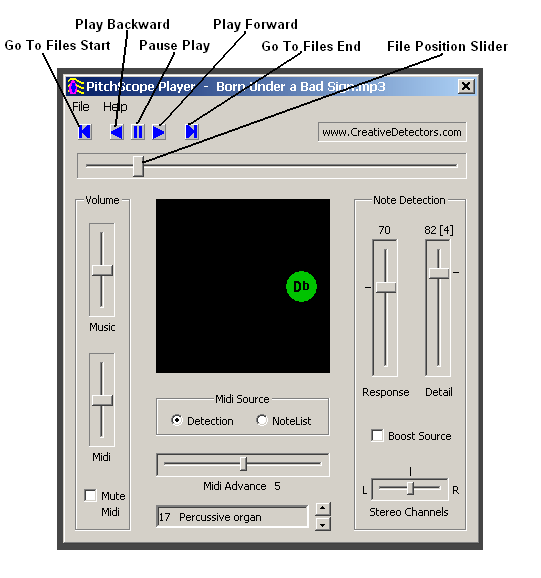 Play Backward Play Forward
Go To Files Start Pause Play Go To Files End File Position Slider
PitchScope Player - Born Under a Bad Sign.mp3
File Help
www.CreativeDetectors.com
Volume Note Detection
70 82 [4]
Db
Music
Midi Source
Response Detail
Detection NoteList
Boost Source
Midi
Midi Advance 5
L I R
Mute
Midi
17 Percussive organ
Stereo Channels